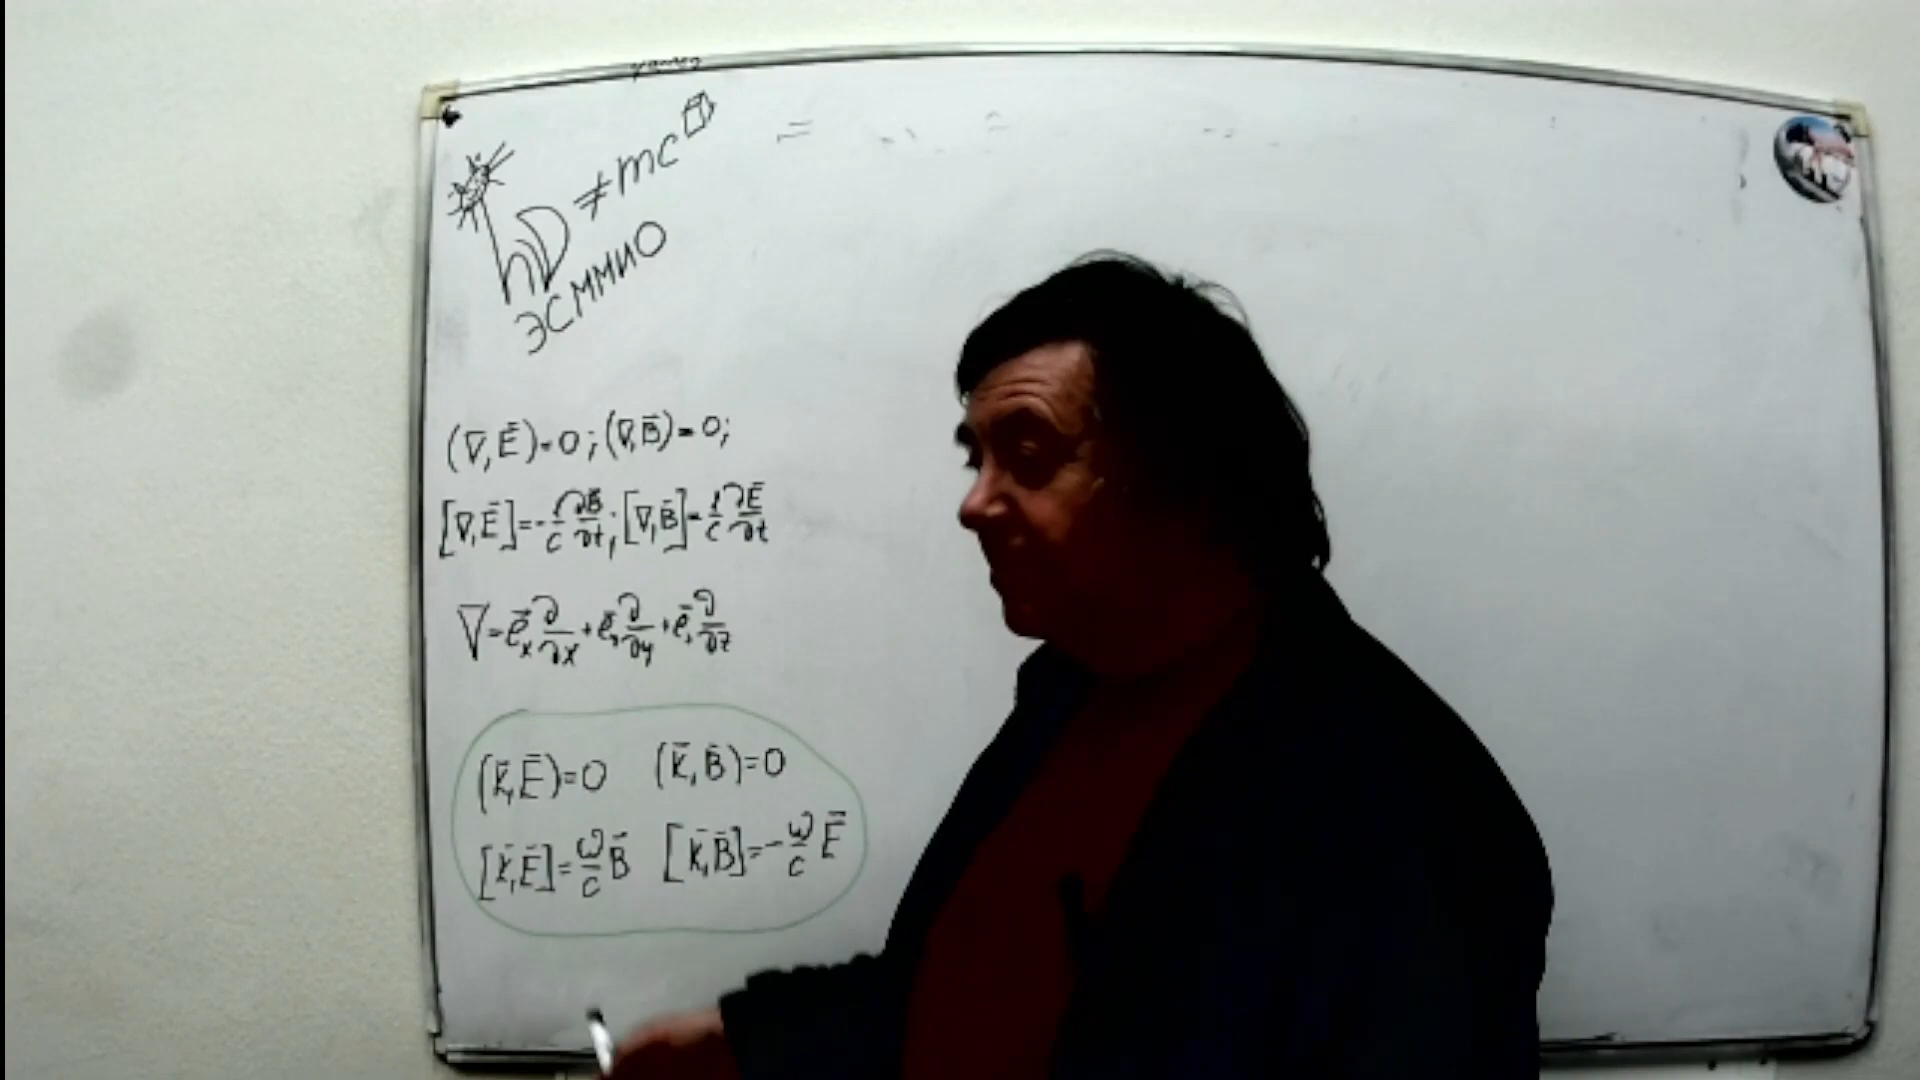 hD ≠ mc
ЭСММИО
(∇, E̅) = 0 ; (∇, B̅) = 0 ;
[∇, E̅] = - 1/c ∂B̅/∂t ; [∇, B̅] = 1/c ∂E̅/∂t
∇ = e̅x ∂/∂x + e̅y ∂/∂y + e̅z ∂/∂z
(k̅, E̅) = 0 (k̅, B̅) = 0
[k̅, E̅] = ω/c B̅ [k̅, B̅] = - ω/c E̅